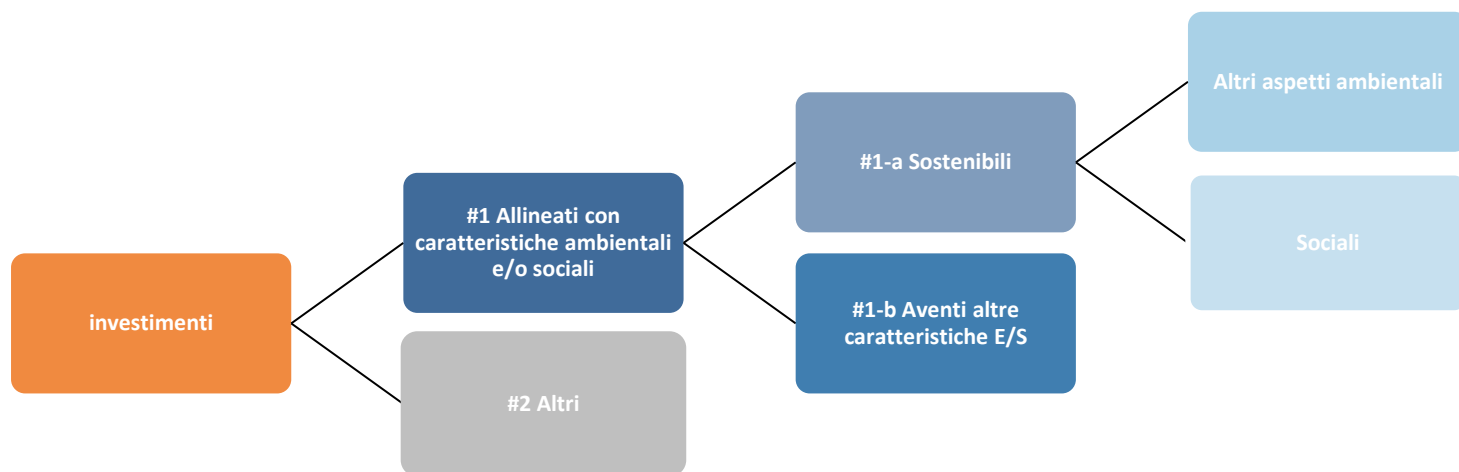 investimenti
#1 Allineati con
caratteristiche ambientali
e/o sociali
#2 Altri
#1-a Sostenibili
#1-b Aventi altre
caratteristiche E/S
Altri aspetti ambientali
Sociali